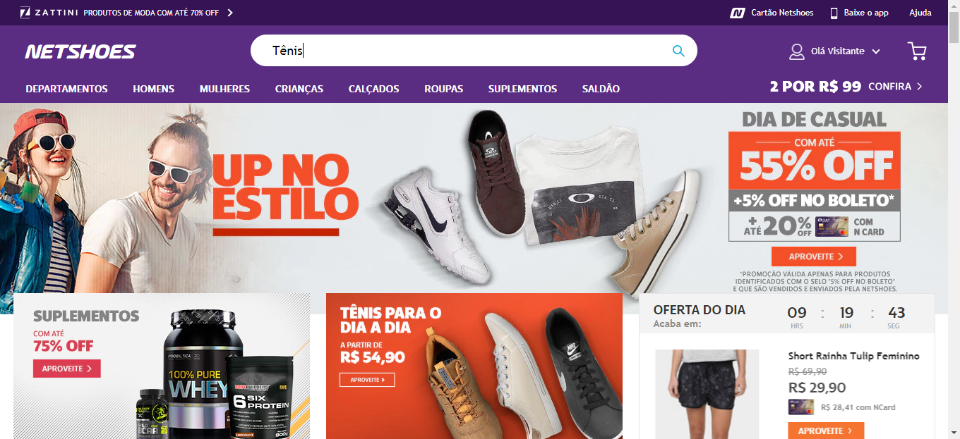 ZATTINI PRODUTOS DE MODA COM ATÉ 70% OFF
Cartão Netshoes
Baixe o app
Ajuda
NETSHOES
Tênis
Olá Visitante
DEPARTAMENTOS
HOMENS
MULHERES
CRIANÇAS
CALÇADOS
ROUPAS
SUPLEMENTOS
SALDÃO
2 POR R$ 99 CONFIRA
UP NO
ESTILO
DIA DE CASUAL
COM ATÉ
55% OFF
+5% OFF NO BOLETO*
+ ATÉ 20% OFF COM N CARD
APROVEITE
*PROMOÇÃO VÁLIDA APENAS PARA PRODUTOS
IDENTIFICADOS COM O SELO '5% OFF NO BOLETO'
E QUE SÃO VENDIDOS E ENVIADOS PELA NETSHOES.
SUPLEMENTOS
COM ATÉ
75% OFF
APROVEITE
PROBIÓTICA
100% PURE
WHEY
6 SIX
PROTEIN
TÊNIS PARA O
DIA A DIA
A PARTIR DE
R$ 54,90
APROVEITE
OFERTA DO DIA
Acaba em:
09 : 19 : 43
HRS MIN SEG
Short Rainha Tulip Feminino
R$ 69,90
R$ 29,90
R$ 28,41 com NCard
APROVEITE